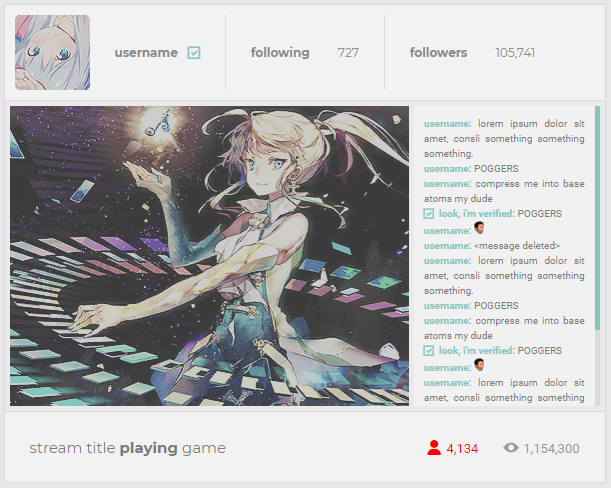 username following 727 followers 105,741
username: lorem ipsum dolor sit
amet, consli something something
something.
username: POGGERS
username: compress me into base
atoms my dude
look, i'm verified: POGGERS
username:
username: <message deleted>
username: lorem ipsum dolor sit
amet, consli something something
something.
username: POGGERS
username: compress me into base
atoms my dude
look, i'm verified: POGGERS
username:
username: lorem ipsum dolor sit
amet, consli something something
stream title playing game 4,134 1,154,300